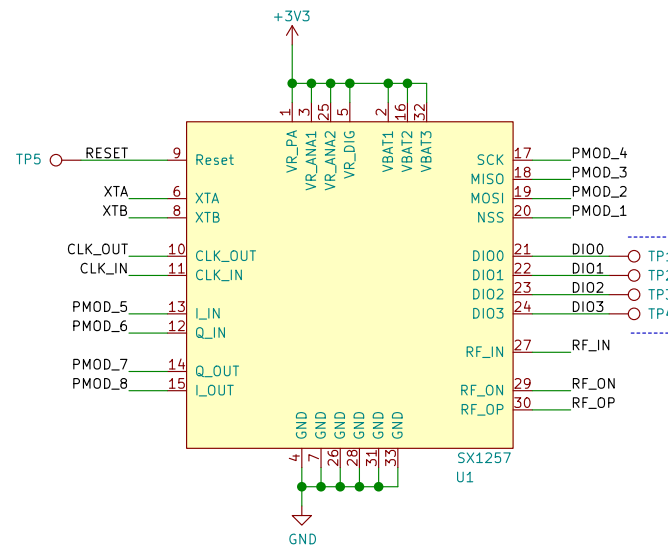 +3V3
1 3 25 5 2 16 32
VR_PA VR_ANA1 VR_ANA2 VR_DIG VBAT1 VBAT2 VBAT3
TP5 RESET 9 Reset
XTA 6 XTA
XTB 8 XTB
CLK_OUT 10 CLK_OUT
CLK_IN 11 CLK_IN
PMOD_5 13 I_IN
PMOD_6 12 Q_IN
PMOD_7 14 Q_OUT
PMOD_8 15 I_OUT
SCK 17 PMOD_4
MISO 18 PMOD_3
MOSI 19 PMOD_2
NSS 20 PMOD_1
DIO0 21 DIO0 TP1
DIO1 22 DIO1 TP2
DIO2 23 DIO2 TP3
DIO3 24 DIO3 TP4
RF_IN 27 RF_IN
RF_ON 29 RF_ON
RF_OP 30 RF_OP
GND GND GND GND GND GND
4 7 26 28 31 33
SX1257
U1
GND